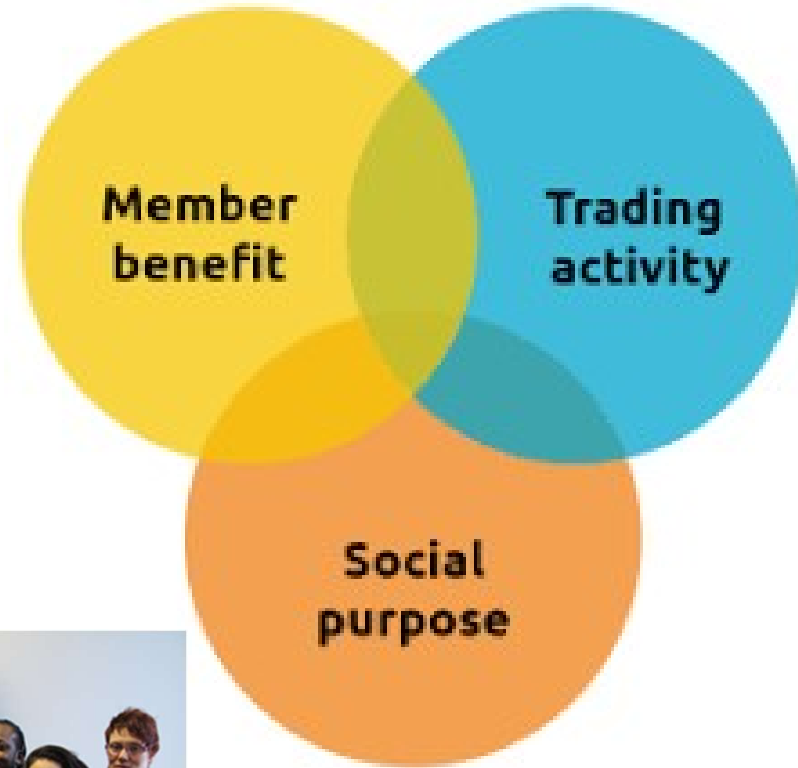 Member
benefit
Trading
activity
Social
purpose